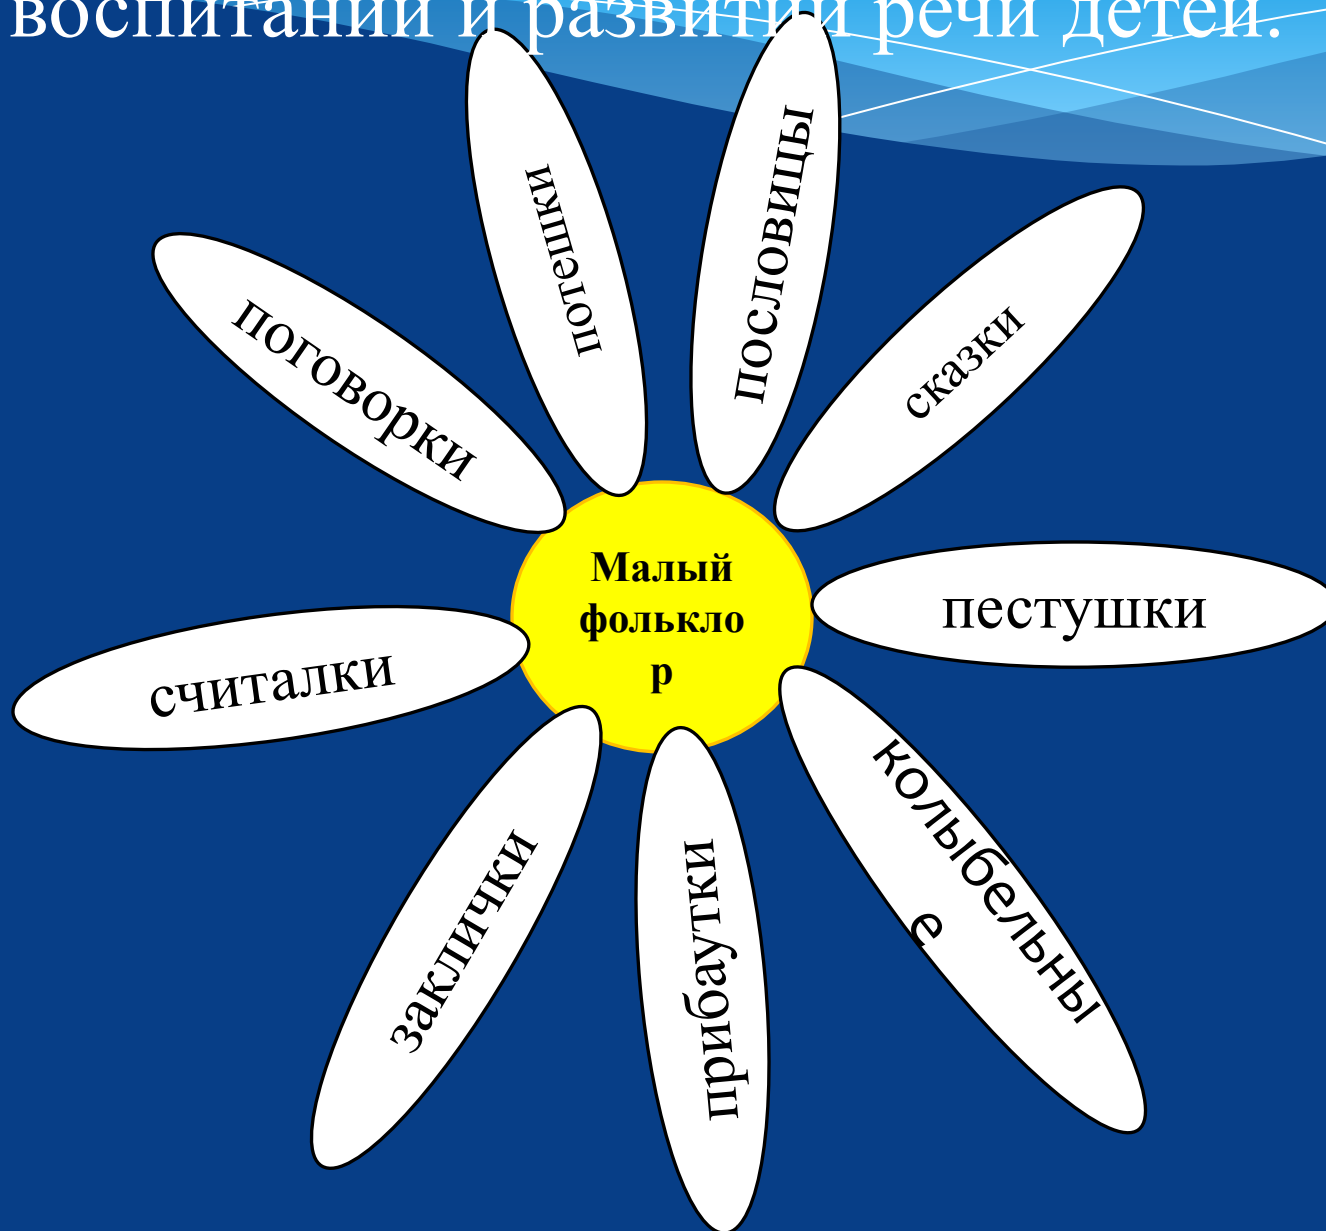 воспитании и развитии речи детей.
потешки
пословицы
поговорки
сказки
Малый
фолькло
р
пестушки
считалки
колыбельны
е
заклички
прибаутки